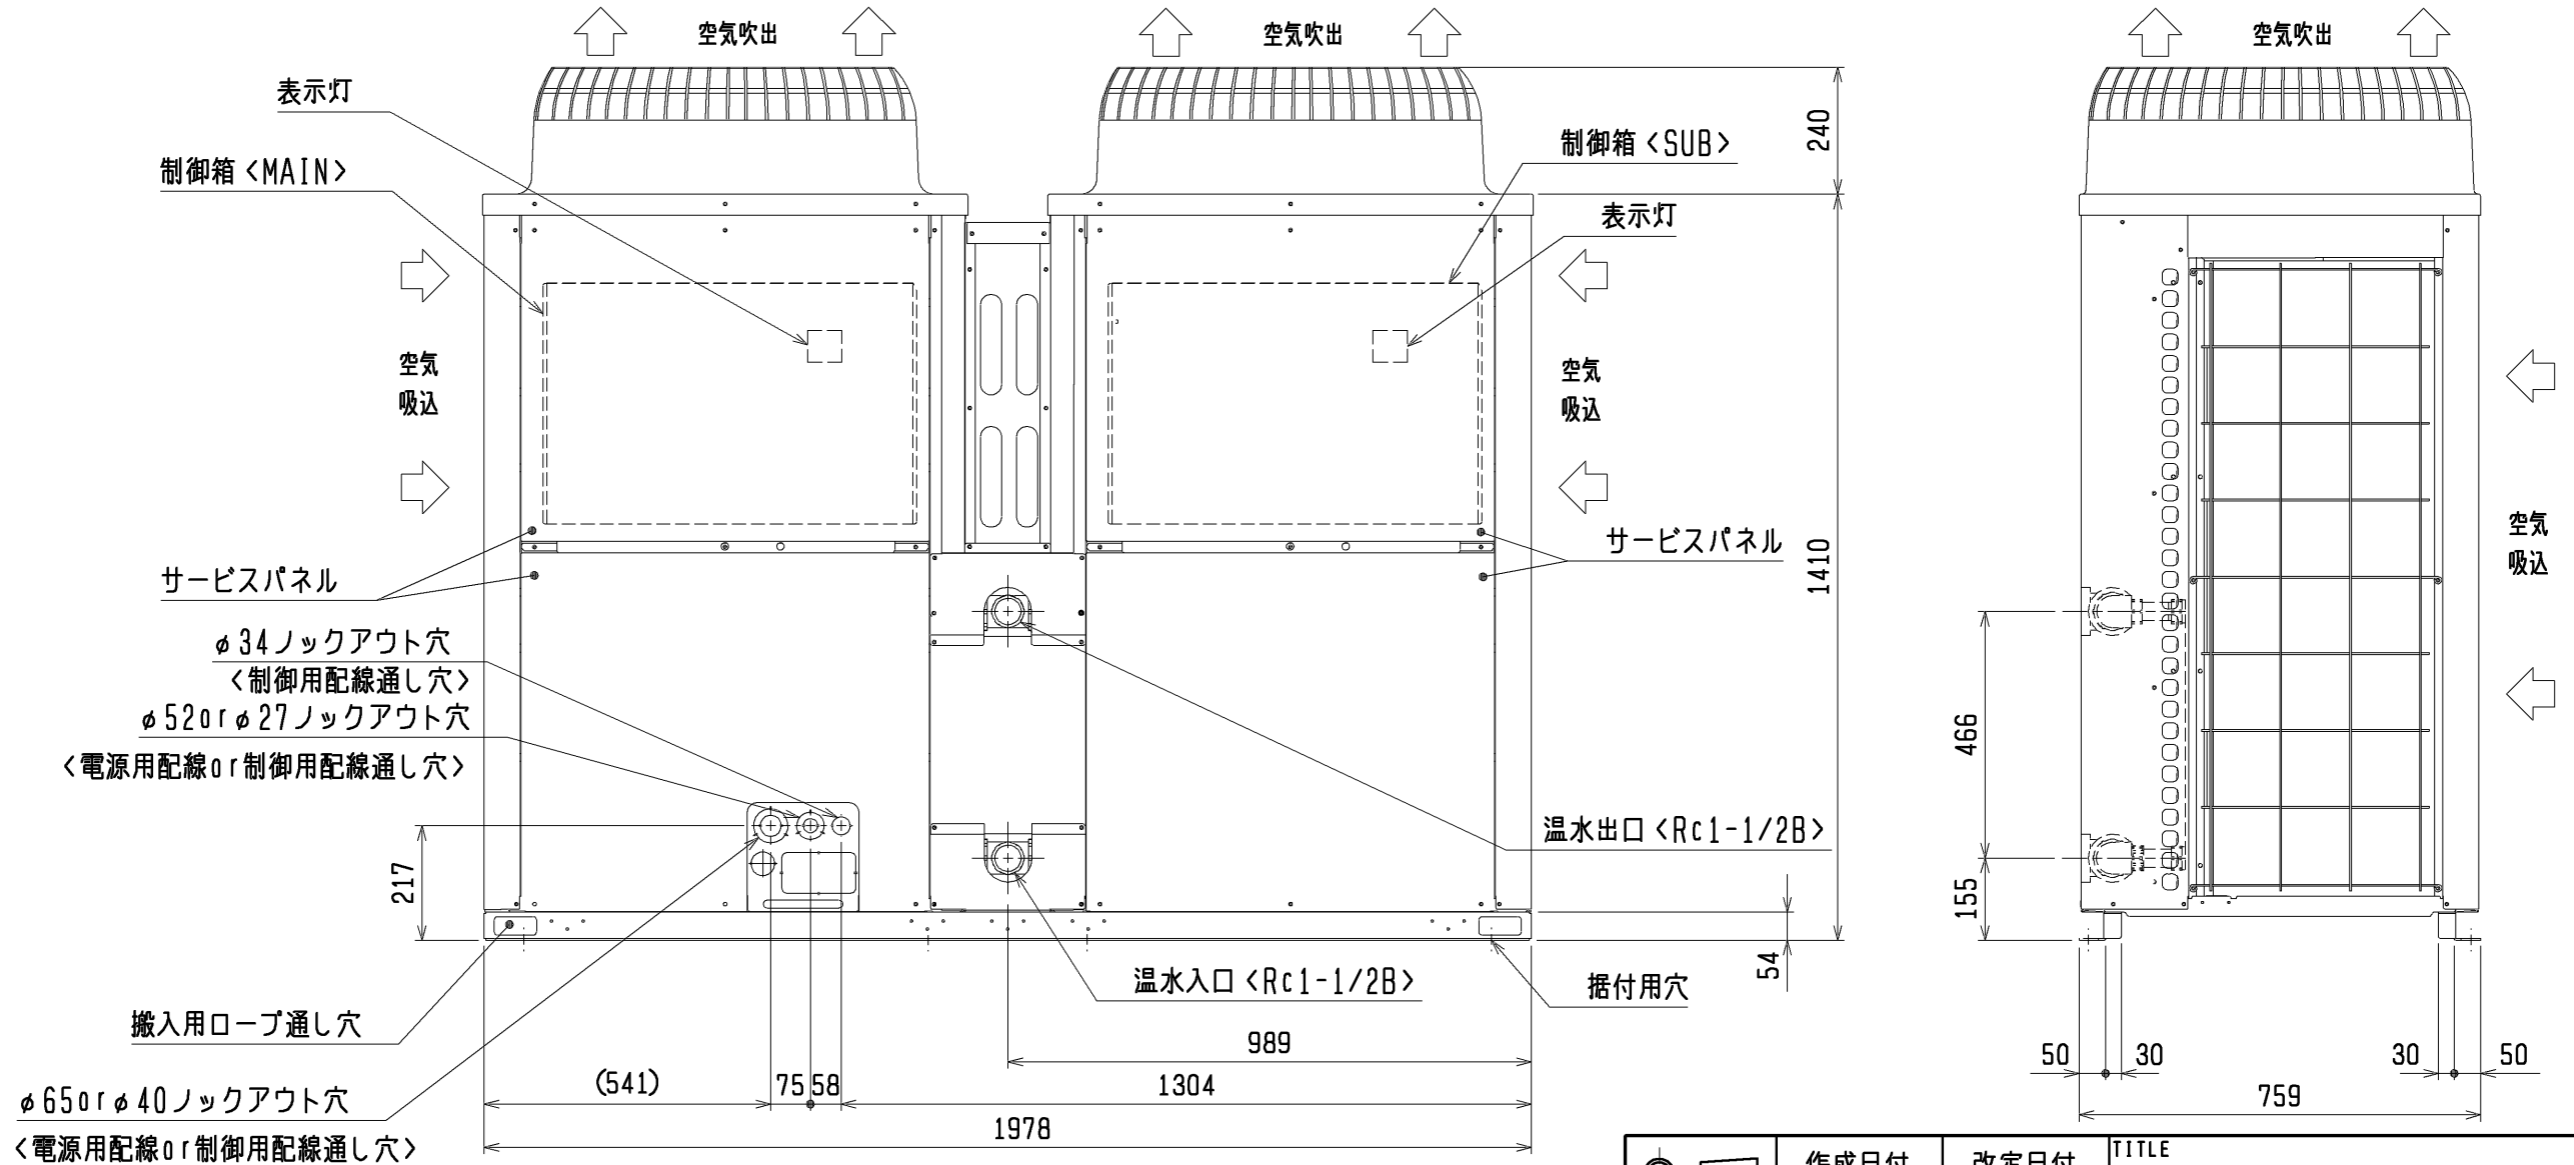 空気吹出
空気吹出
空気吹出
表示灯
制御箱<MAIN>
制御箱<SUB>
240
表示灯
空気
吸込
空気
吸込
サービスパネル
1410
空気
吸込
サービスパネル
φ34ノックアウト穴
<制御用配線通し穴>
φ52orφ27ノックアウト穴
<電源用配線or制御用配線通し穴>
466
温水出口<Rc1-1/2B>
217
155
54
温水入口<Rc1-1/2B>
据付用穴
搬入用ロープ通し穴
989
50
30
30
50
(541)
75
58
1304
759
φ65orφ40ノックアウト穴
<電源用配線or制御用配線通し穴>
1978
作成日付
改定日付
TITLE